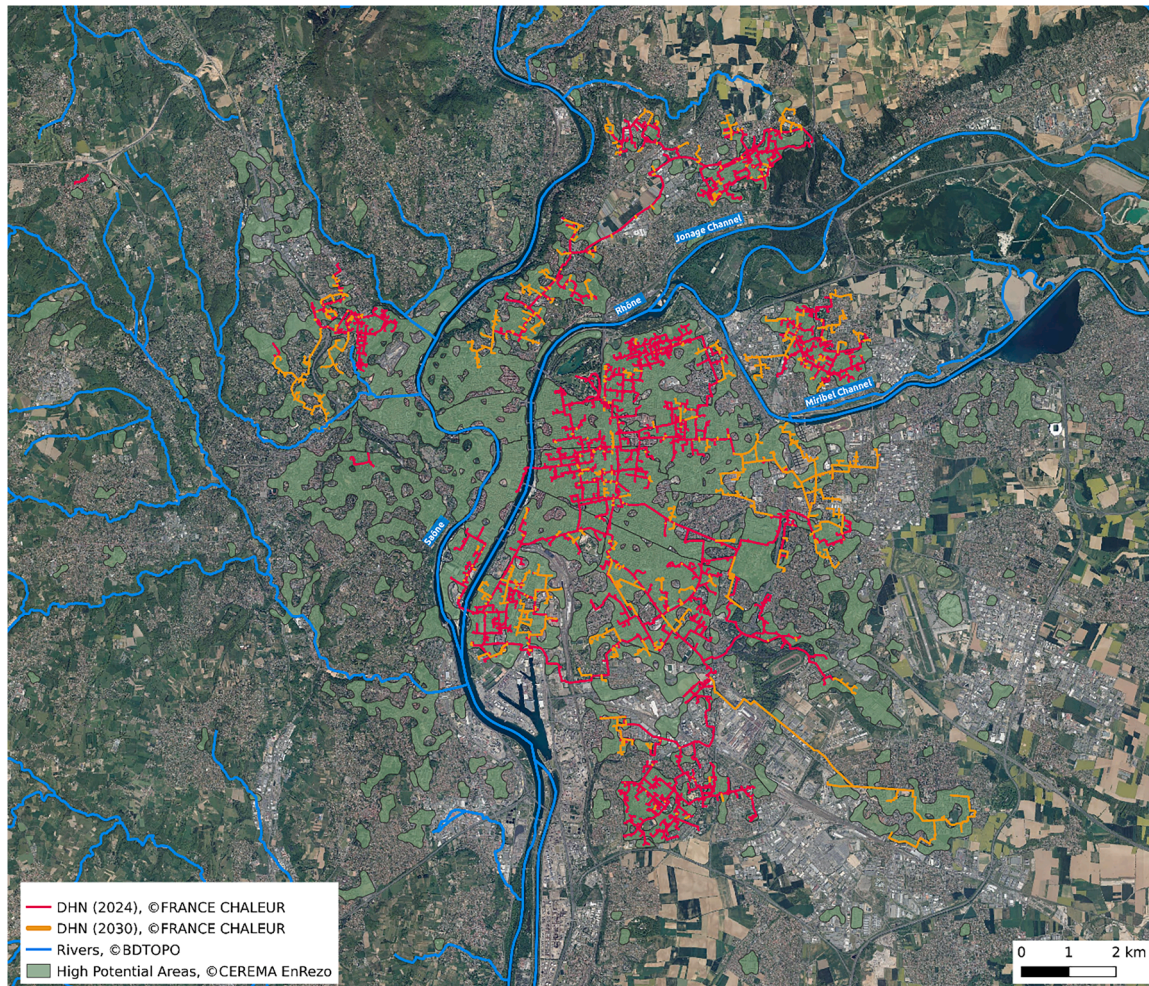 Jonage Channel
Rhône
Miribel Channel
Saône
DHN (2024), ©FRANCE CHALEUR
DHN (2030), ©FRANCE CHALEUR
Rivers, ©BDTOPO
High Potential Areas, ©CEREMA EnRezo
0 1 2 km